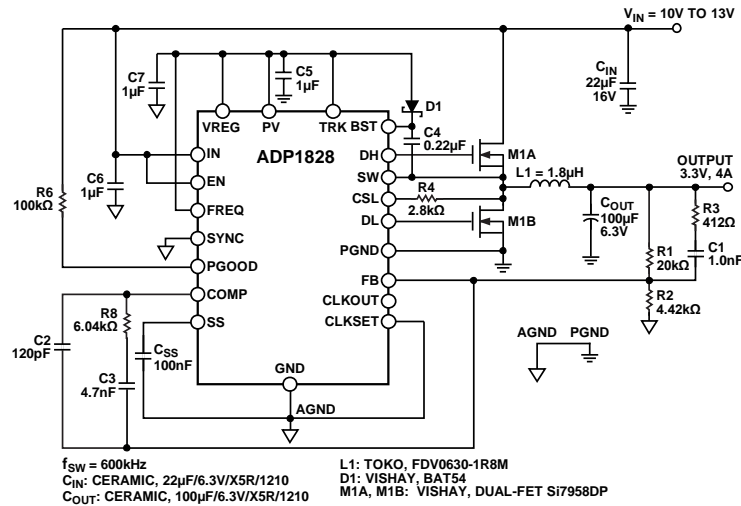 V_IN = 10V TO 13V
C_IN
22µF
16V
C7
1µF
C5
1µF
D1
VREG
PV
TRK
BST
C4
0.22µF
ADP1828
IN
EN
FREQ
SYNC
PGOOD
COMP
SS
DH
SW
CSL
DL
PGND
FB
CLKOUT
CLKSET
GND
M1A
M1B
L1 = 1.8µH
OUTPUT
3.3V, 4A
R4
2.8kΩ
C_OUT
100µF
6.3V
R3
412Ω
R1
20kΩ
C1
1.0nF
R2
4.42kΩ
C6
1µF
R6
100kΩ
R8
6.04kΩ
C2
120pF
C3
4.7nF
C_SS
100nF
AGND
AGND PGND
f_SW = 600kHz
C_IN: CERAMIC, 22µF/6.3V/X5R/1210
C_OUT: CERAMIC, 100µF/6.3V/X5R/1210
L1: TOKO, FDV0630-1R8M
D1: VISHAY, BAT54
M1A, M1B: VISHAY, DUAL-FET Si7958DP